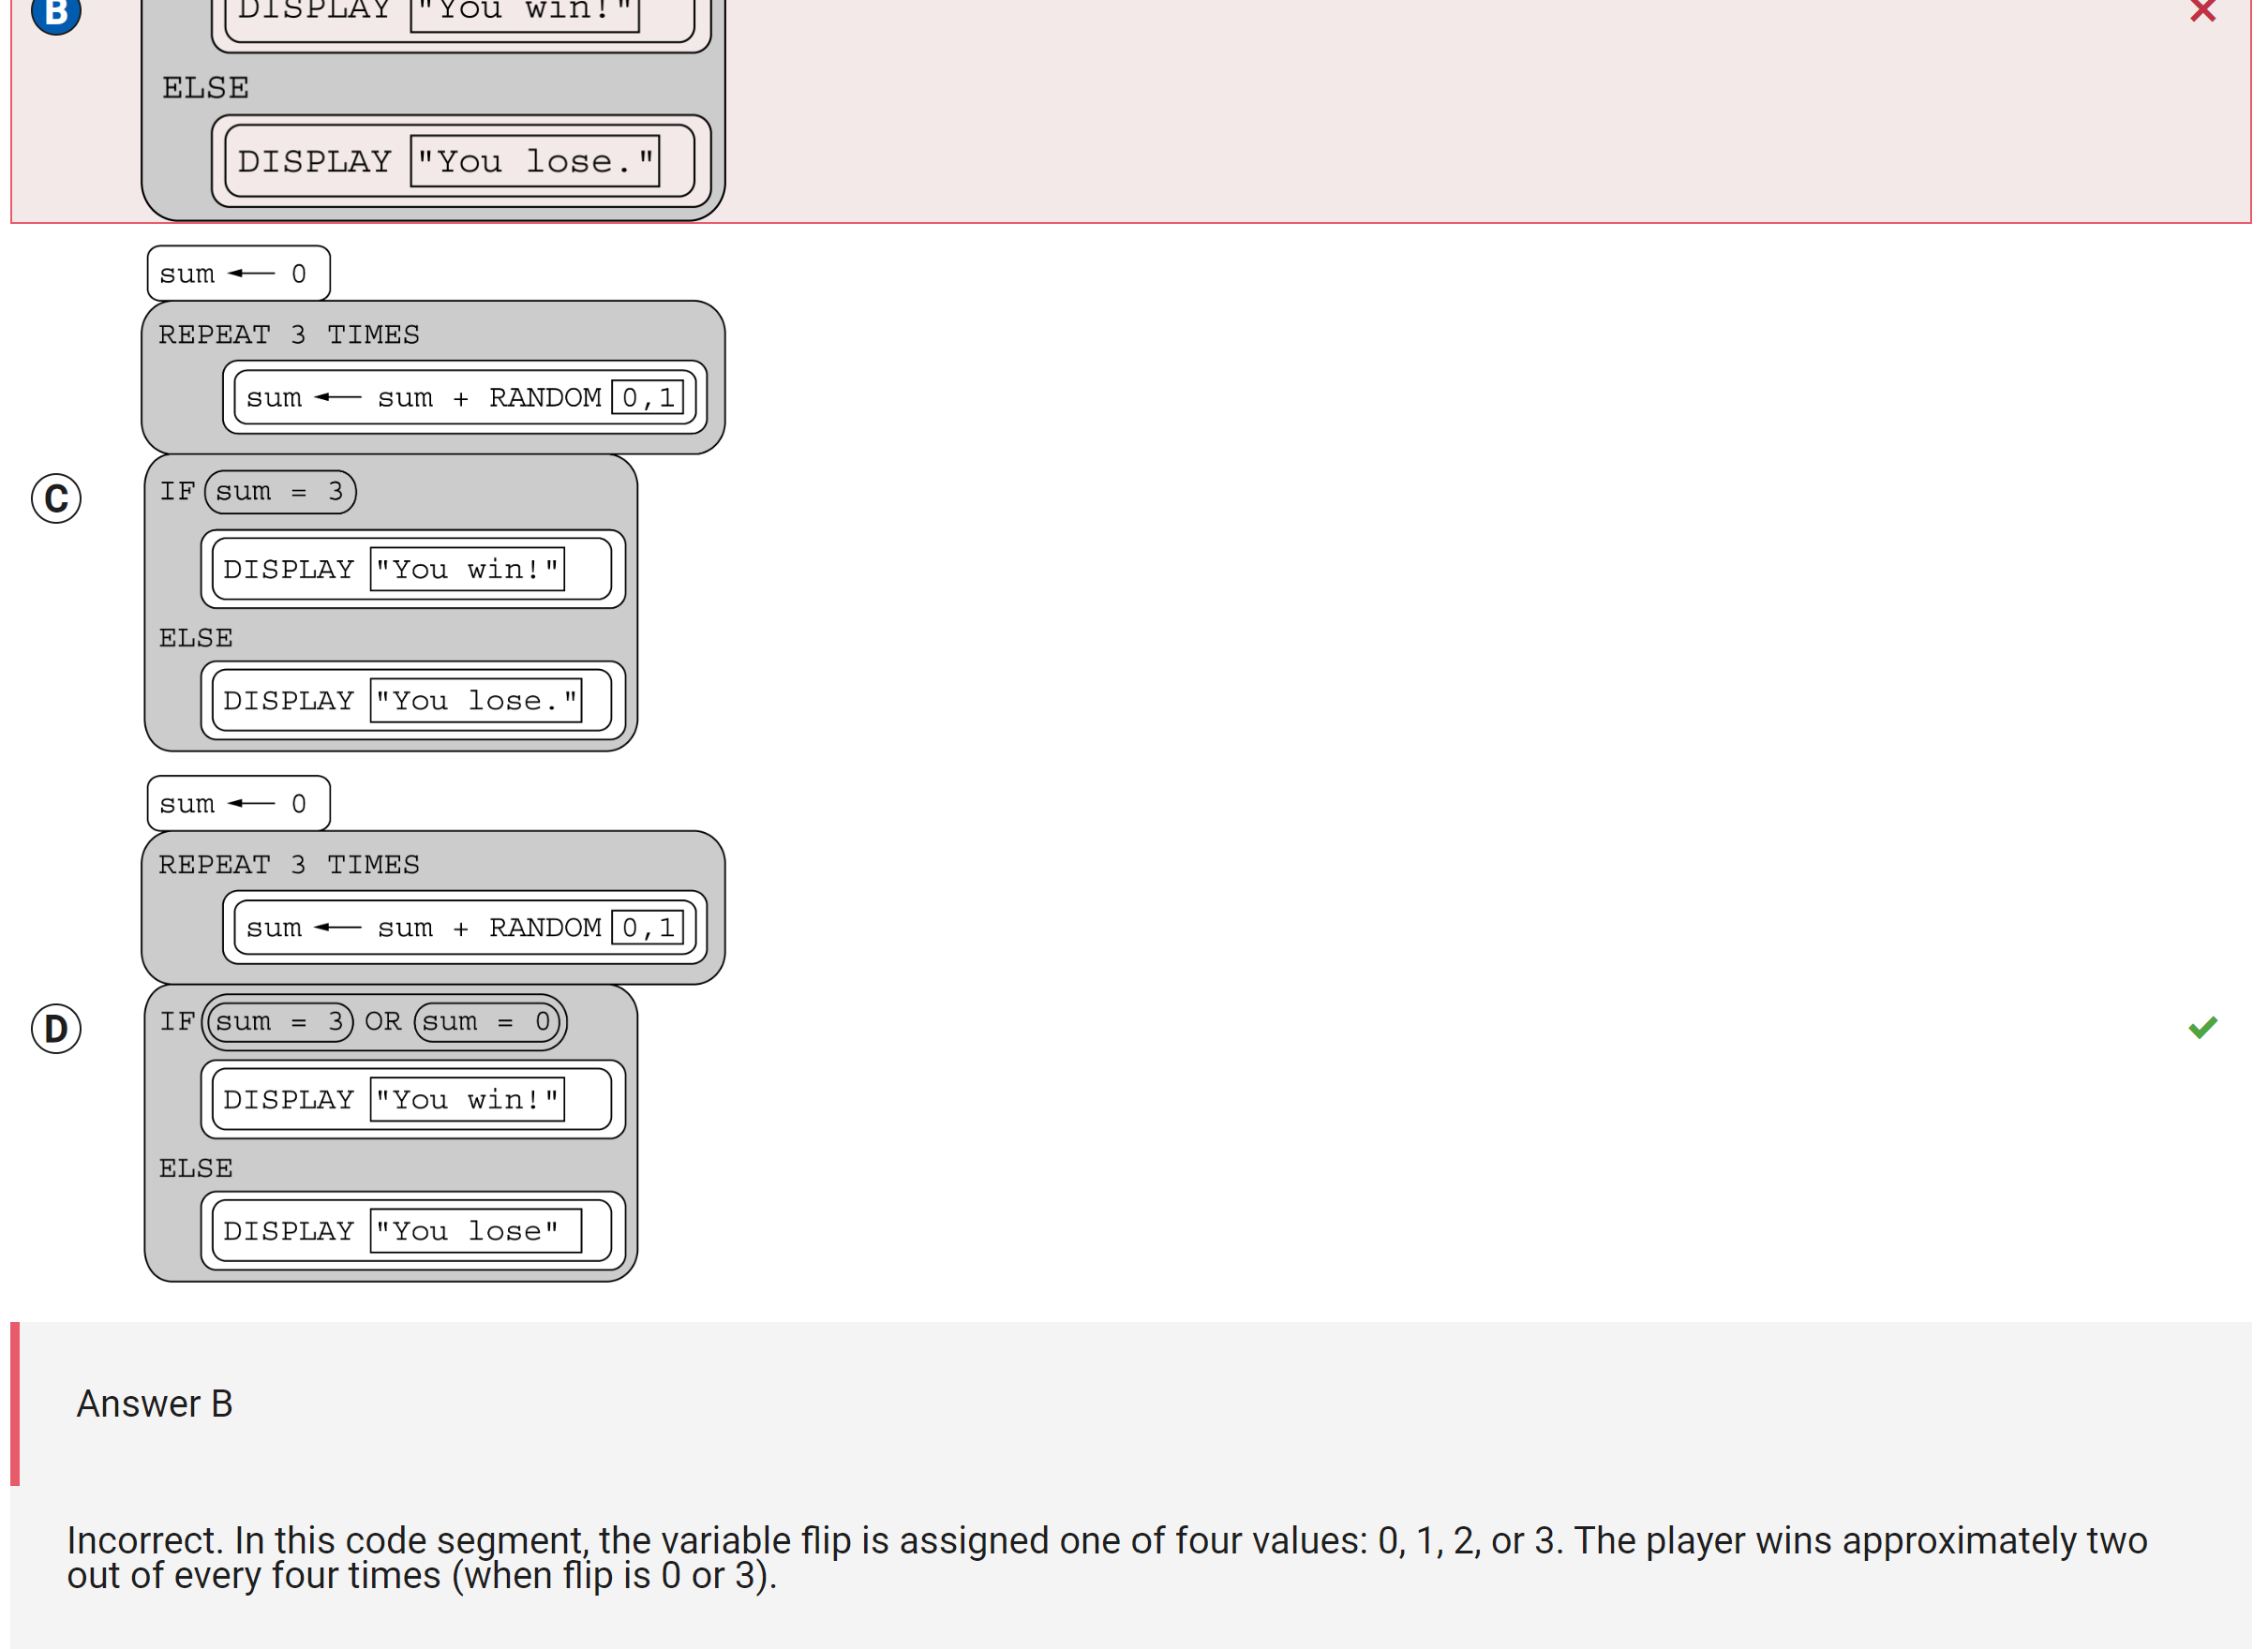 B
DISPLAY "You win!"
ELSE
DISPLAY "You lose."
sum ← 0
REPEAT 3 TIMES
sum ← sum + RANDOM 0,1
C
IF sum = 3
DISPLAY "You win!"
ELSE
DISPLAY "You lose."
sum ← 0
REPEAT 3 TIMES
sum ← sum + RANDOM 0,1
D
IF sum = 3 OR sum = 0
DISPLAY "You win!"
ELSE
DISPLAY "You lose"
Answer B
Incorrect. In this code segment, the variable flip is assigned one of four values: 0, 1, 2, or 3. The player wins approximately two
out of every four times (when flip is 0 or 3).